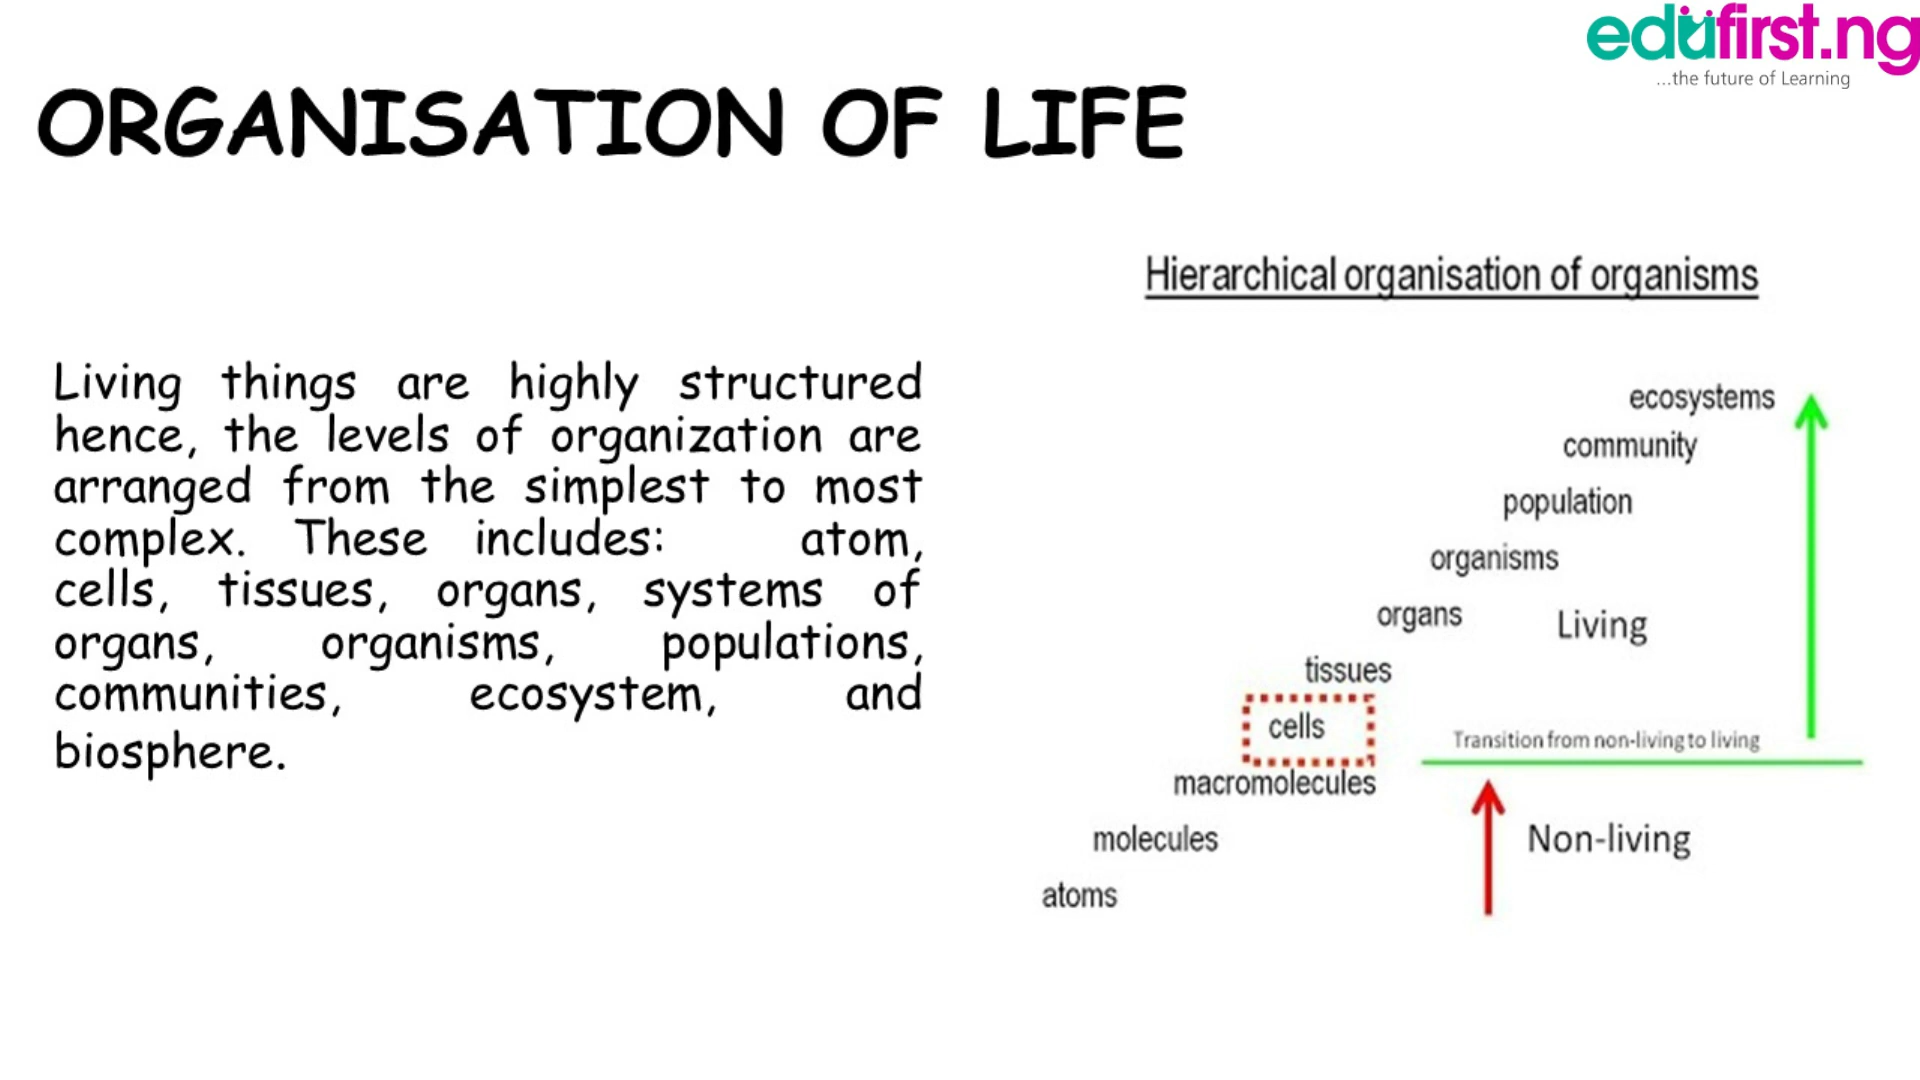 edufirst.ng
...the future of Learning
ORGANISATION OF LIFE
Living things are highly structured
hence, the levels of organization are
arranged from the simplest to most
complex. These includes: atom,
cells, tissues, organs, systems of
organs, organisms, populations,
communities, ecosystem, and
biosphere.
Hierarchical organisation of organisms
ecosystems
community
population
organisms
organs
Living
tissues
cells
Transition from non-living to living
macromolecules
molecules
Non-living
atoms